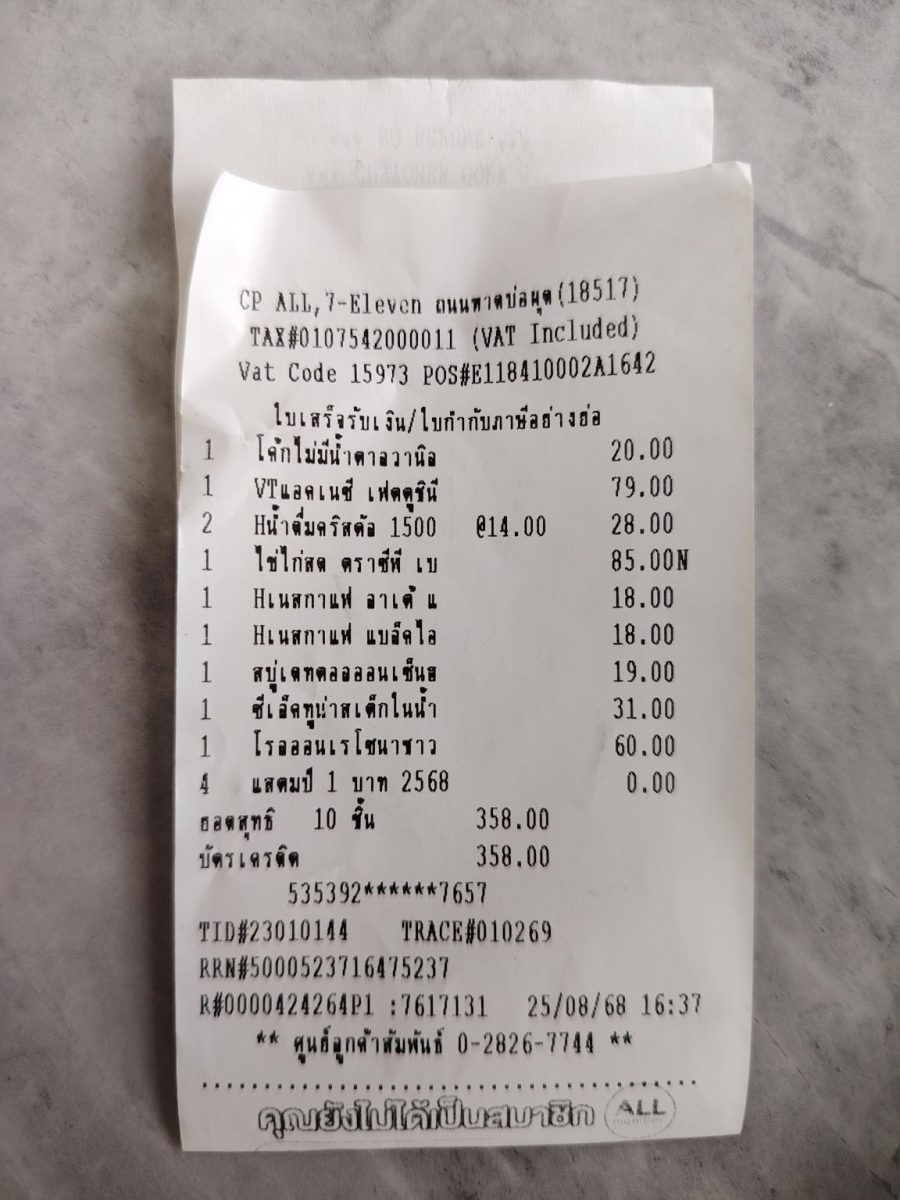 CP ALL,7-Eleven ถนนหาดบ่อผุด(18517)
TAX#0107542000011 (VAT Included)
Vat Code 15973 POS#E118410002A1642
ใบเสร็จรับเงิน/ใบกำกับภาษีอย่างย่อ
1 โค้กไม่มีน้ำตาลวานิล 20.00
1 VTแอคเนซี เฟตตูชินี 79.00
2 Hน้ำดื่มคริสตัล 1500 @14.00 28.00
1 ไข่ไก่สด ตราซีพี เบ 85.00N
1 Hเนสกาแฟ ลาเต้ แ 18.00
1 Hเนสกาแฟ แบล็คไอ 18.00
1 สบู่เดทตอลออนเซ็นส 19.00
1 ซีเล็คทูน่าสเต็กในน้ำ 31.00
1 โรลออนเรโซนาชาว 60.00
4 แสตมป์ 1 บาท 2568 0.00
ยอดสุทธิ 10 ชิ้น 358.00
บัตรเครดิต 358.00
535392******7657
TID#23010144 TRACE#010269
RRN#5000523716475237
R#0000424264P1 :7617131 25/08/68 16:37
** ศูนย์ลูกค้าสัมพันธ์ 0-2826-7744 **
คุณยังไม่ได้เป็นสมาชิก ALL